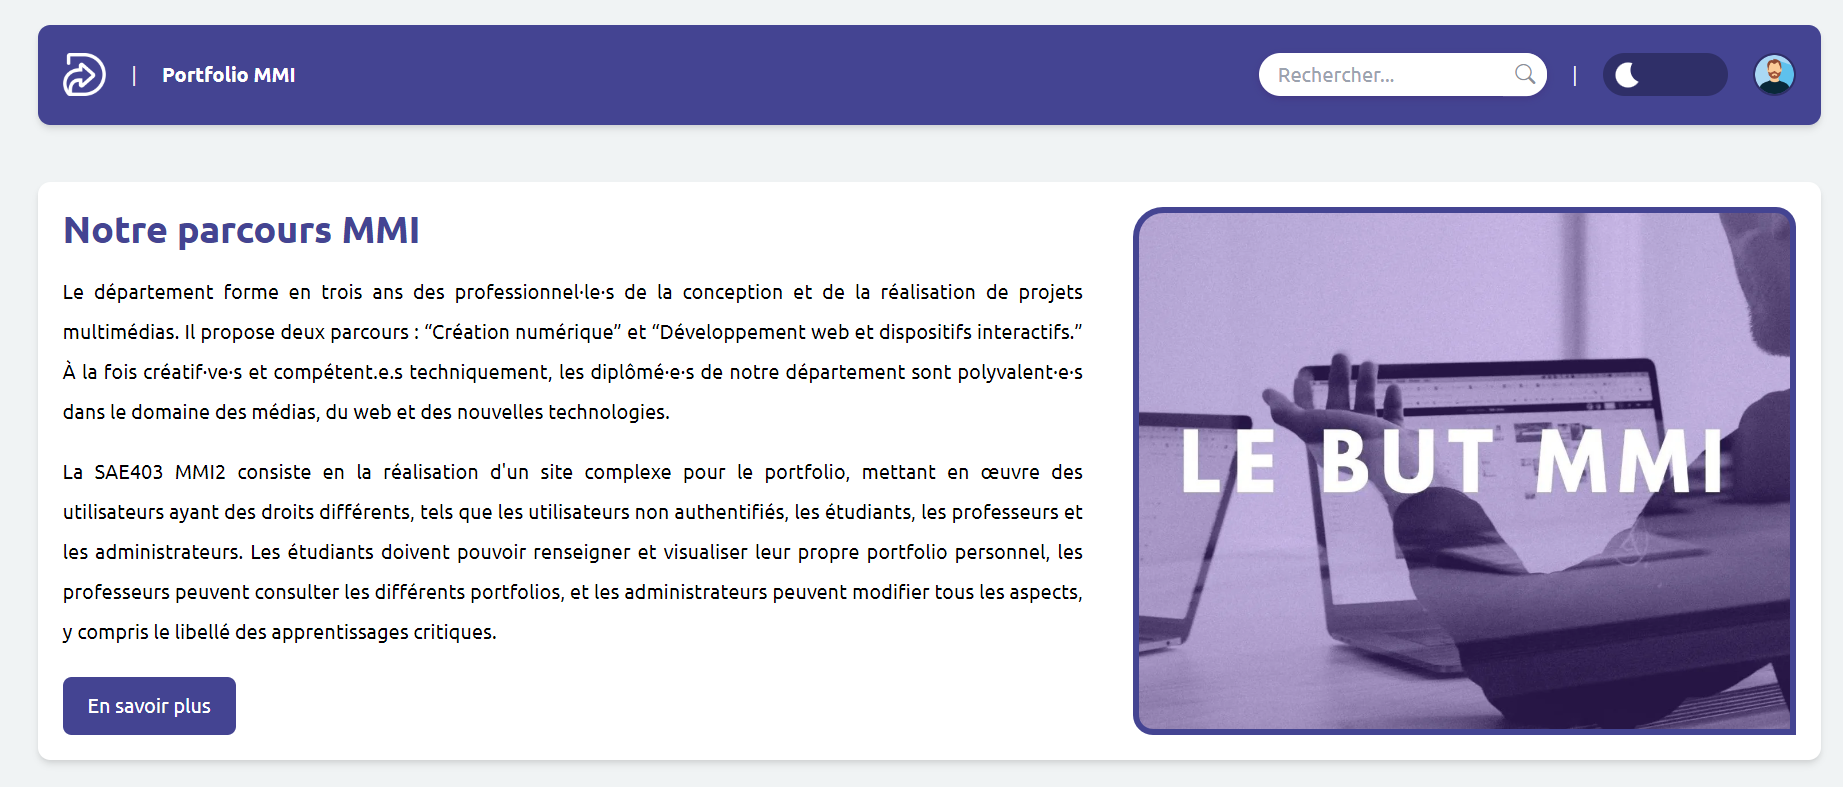 | Portfolio MMI
Rechercher... |
Notre parcours MMI
Le département forme en trois ans des professionnel·le·s de la conception et de la réalisation de projets
multimédias. Il propose deux parcours : “Création numérique” et “Développement web et dispositifs interactifs.”
À la fois créatif·ve·s et compétent.e.s techniquement, les diplômé·e·s de notre département sont polyvalent·e·s
dans le domaine des médias, du web et des nouvelles technologies.
La SAE403 MMI2 consiste en la réalisation d'un site complexe pour le portfolio, mettant en œuvre des
utilisateurs ayant des droits différents, tels que les utilisateurs non authentifiés, les étudiants, les professeurs et
les administrateurs. Les étudiants doivent pouvoir renseigner et visualiser leur propre portfolio personnel, les
professeurs peuvent consulter les différents portfolios, et les administrateurs peuvent modifier tous les aspects,
y compris le libellé des apprentissages critiques.
En savoir plus
LE BUT MMI